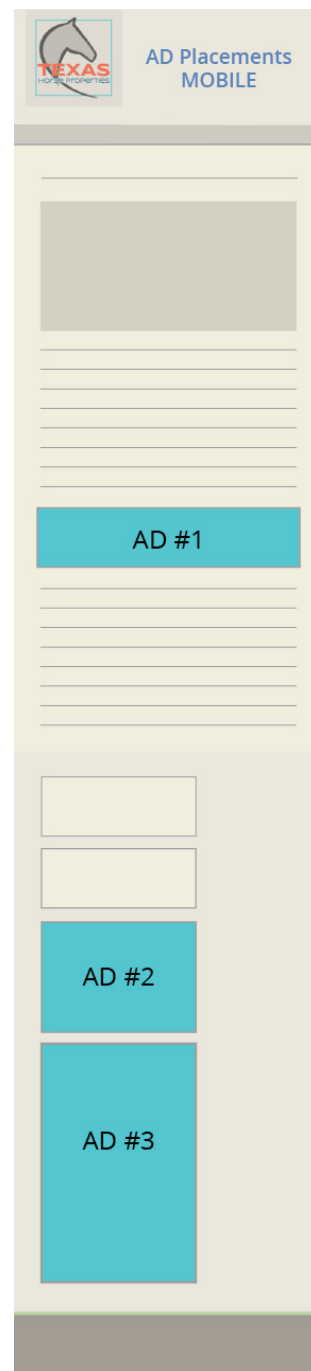 TEXAS
HORSE PROPERTIES
AD Placements
MOBILE
AD #1
AD #2
AD #3